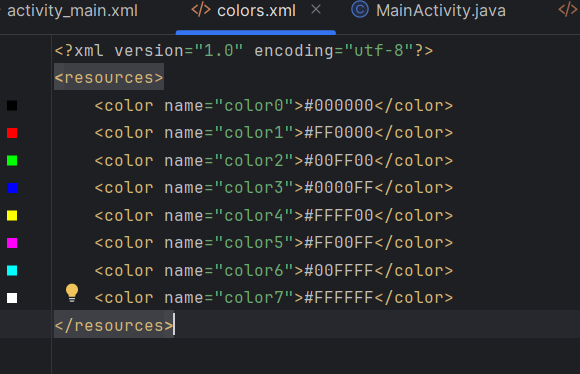 activity_main.xml </> colors.xml × © MainActivity.java </>
<?xml version="1.0" encoding="utf-8"?>
<resources>
    <color name="color0">#000000</color>
    <color name="color1">#FF0000</color>
    <color name="color2">#00FF00</color>
    <color name="color3">#0000FF</color>
    <color name="color4">#FFFF00</color>
    <color name="color5">#FF00FF</color>
    <color name="color6">#00FFFF</color>
    <color name="color7">#FFFFFF</color>
</resources>